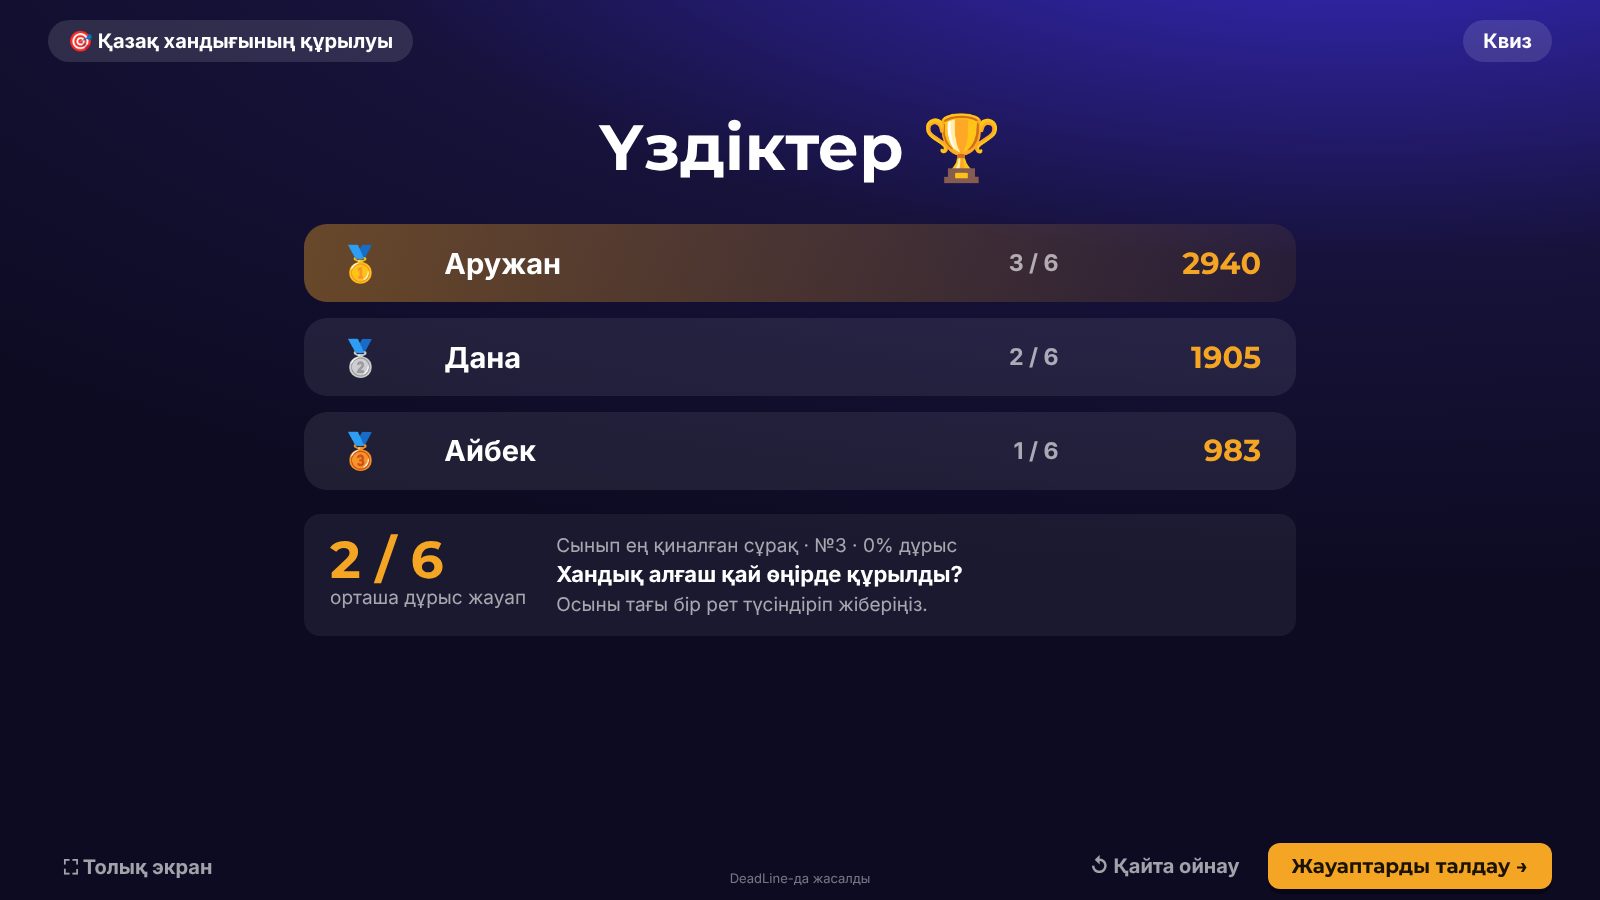 🎯 Қазақ хандығының құрылуы
Квиз
Үздіктер 🏆
🥇 Аружан 3 / 6 2940
🥈 Дана 2 / 6 1905
🥉 Айбек 1 / 6 983
2 / 6
орташа дұрыс жауап
Сынып ең қиналған сұрақ · №3 · 0% дұрыс
Хандық алғаш қай өңірде құрылды?
Осыны тағы бір рет түсіндіріп жіберіңіз.
⛶ Толық экран
DeadLine-да жасалды
↺ Қайта ойнау
Жауаптарды талдау →